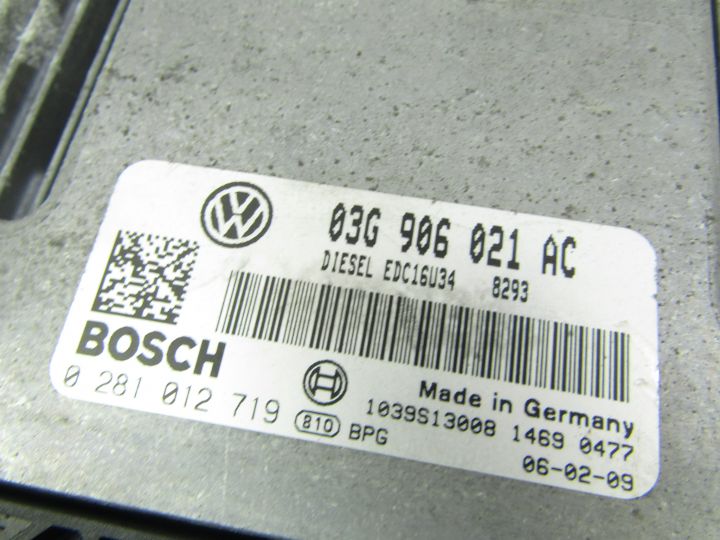 03G 906 021 AC
DIESEL EDC16U34 8293
BOSCH
Made in Germany
0 281 012 719
810 BPG
1039S13008 1469 0477
06-02-09